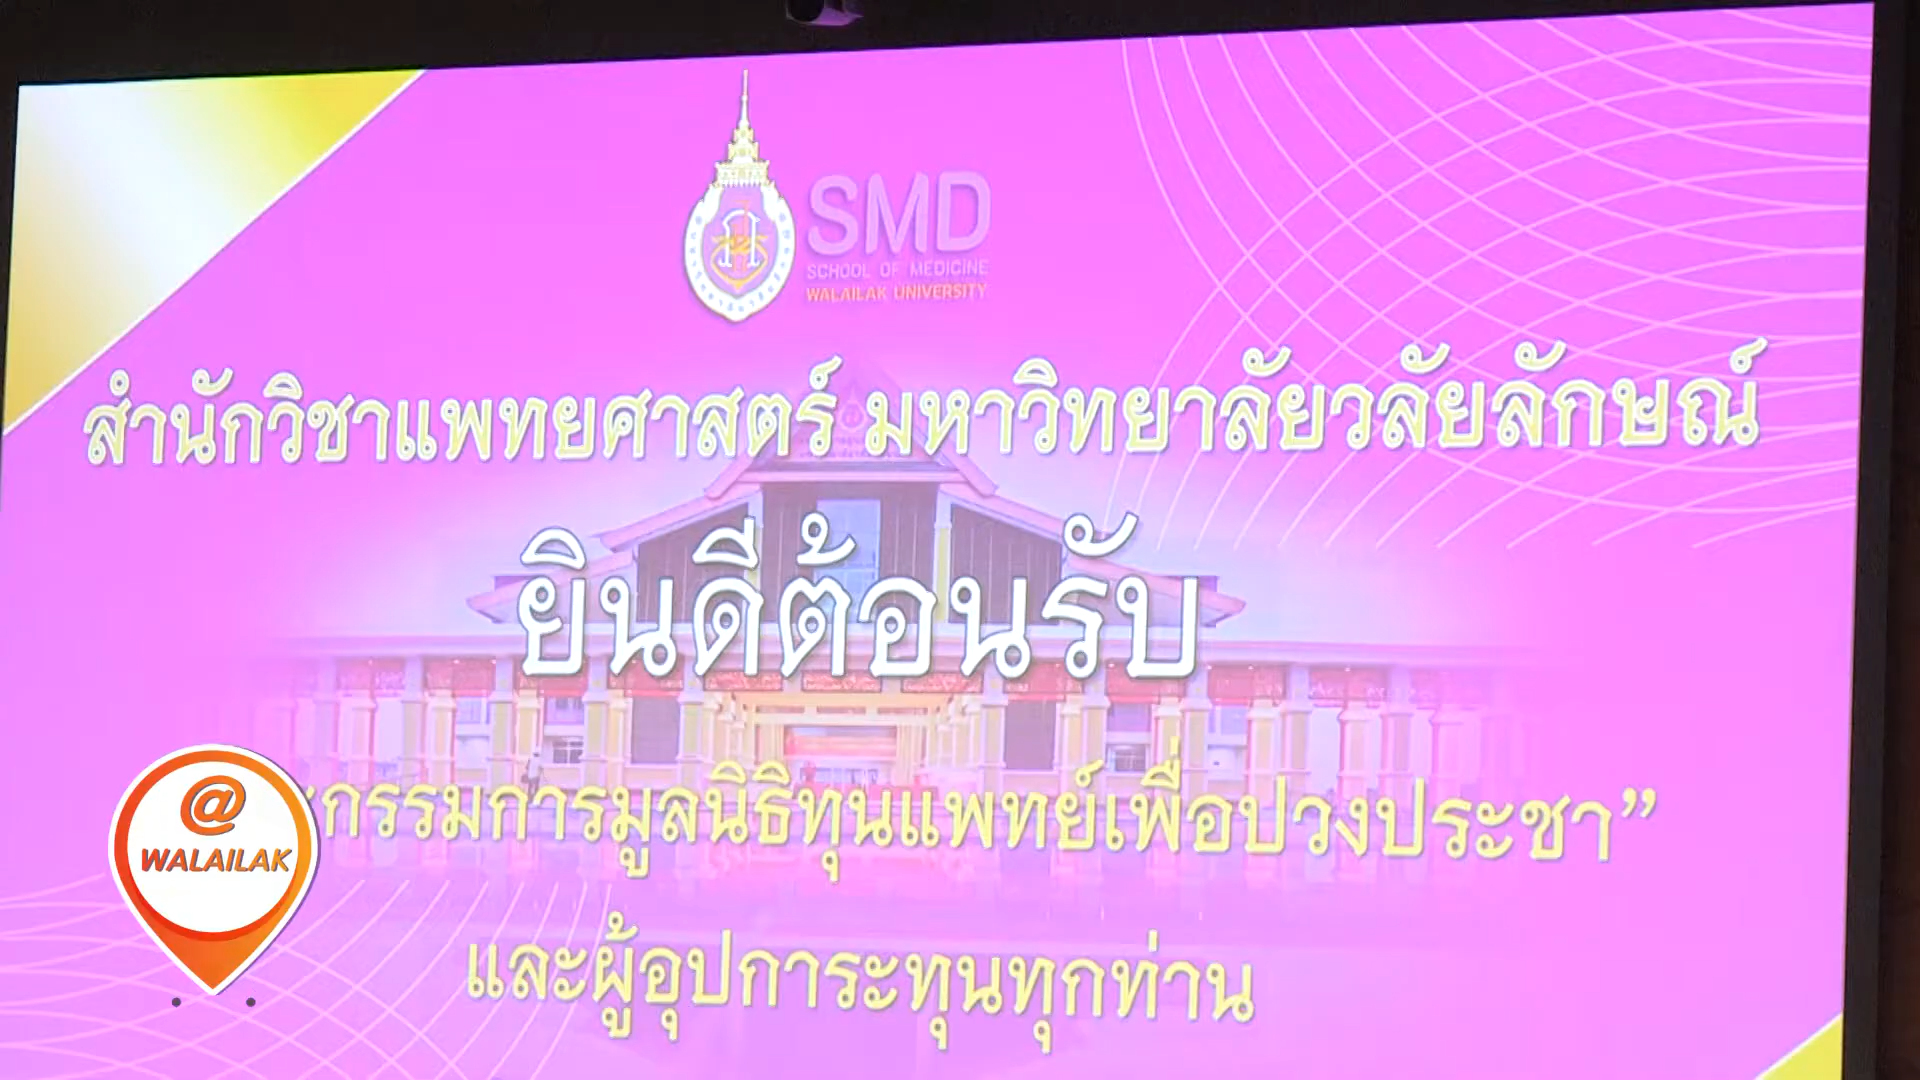 SMD
SCHOOL OF MEDICINE
WALAILAK UNIVERSITY
สำนักวิชาแพทยศาสตร์ มหาวิทยาลัยวลัยลักษณ์
ยินดีต้อนรับ
กรรมการมูลนิธิทุนแพทย์เพื่อปวงประชา”
และผู้อุปการะทุนทุกท่าน
@
WALAILAK